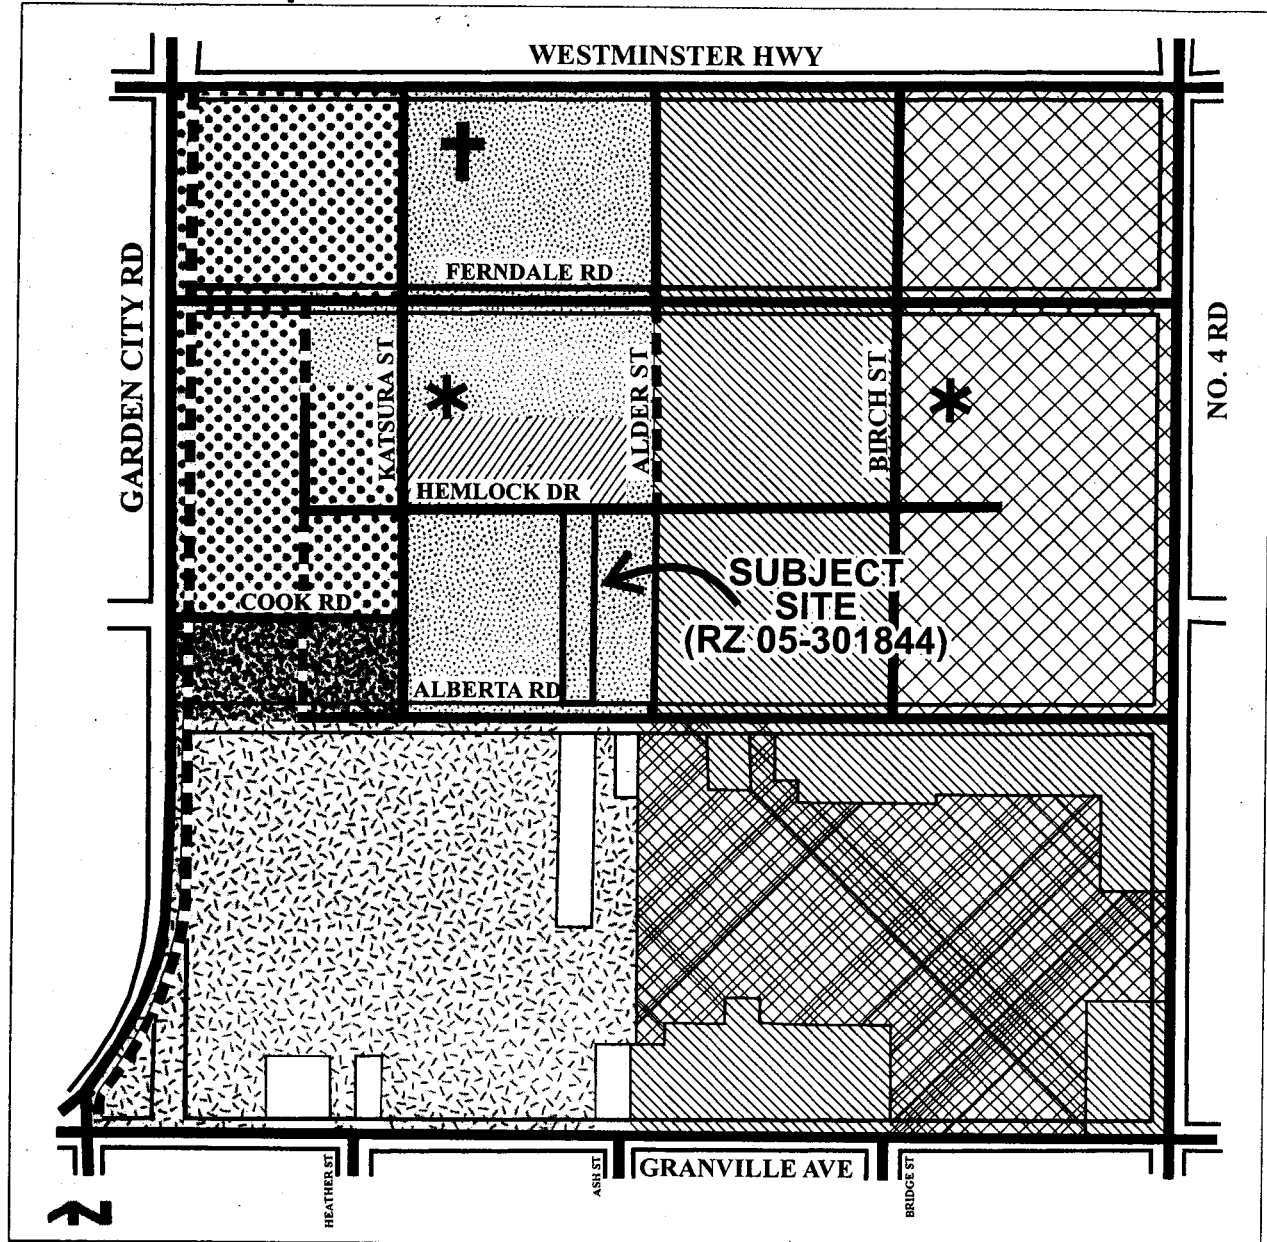 WESTMINSTER HWY
FERNDALE RD
GARDEN CITY RD
KATSURA ST
ALDER ST
BIRCH ST
NO. 4 RD
HEMLOCK DR
SUBJECT
SITE
(RZ 05-301844)
COOK RD
ALBERTA RD
HEATHER ST
ASH ST
GRANVILLE AVE
BRIDGE ST
N